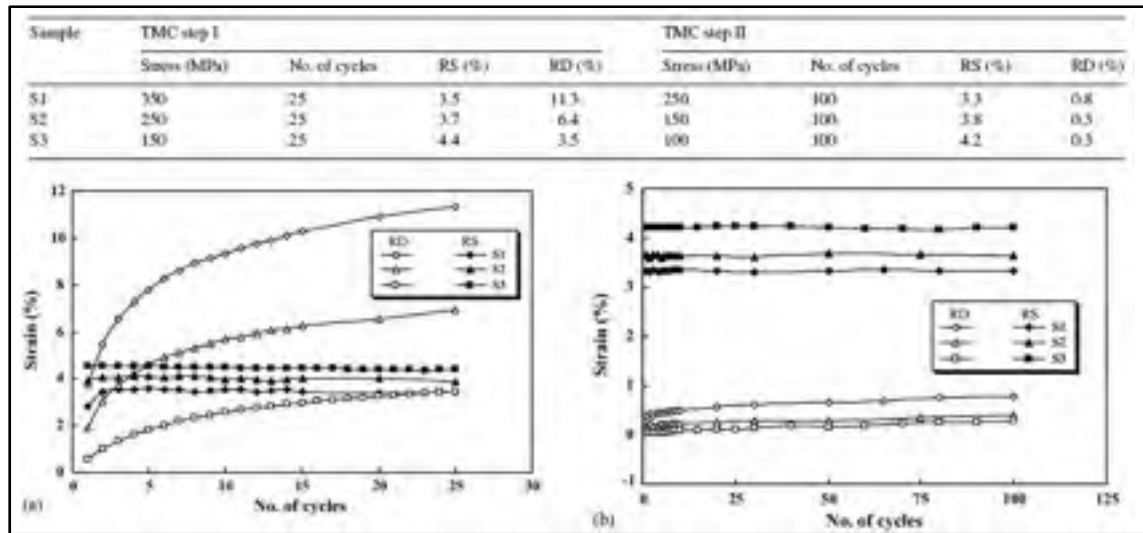 Sample TMC step I TMC step II
Stress (MPa) No. of cycles RS (%) RD (%) Stress (MPa) No. of cycles RS (%) RD (%)
S1 350 25 3.5 11.3 250 100 3.3 0.8
S2 250 25 3.7 6.4 150 100 3.8 0.3
S3 150 25 4.4 3.5 100 100 4.2 0.3
12
10
8
6
4
2
0
Strain (%)
RD RS
S1
S2
S3
0 5 10 15 20 25 30
(a) No. of cycles
5
4
3
2
1
0
-1
Strain (%)
RD RS
S1
S2
S3
0 25 50 75 100 125
(b) No. of cycles